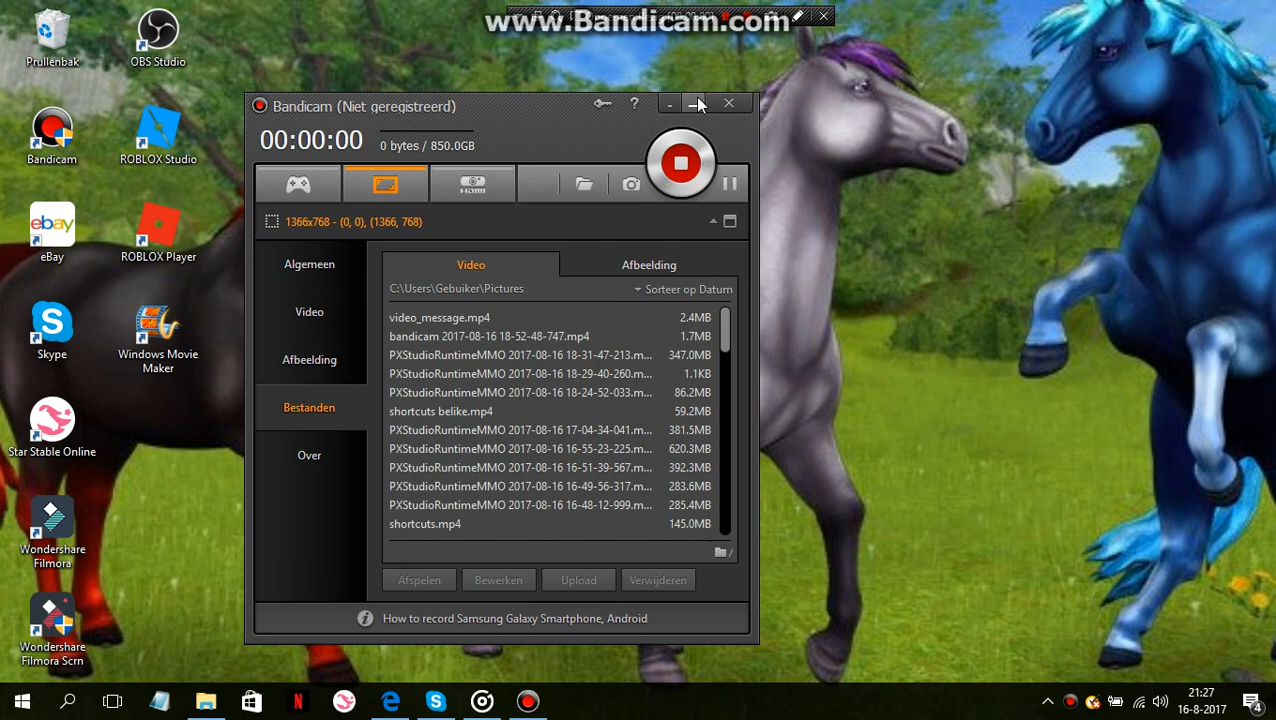 www.Bandicam.com
Prullenbak
OBS Studio
Bandicam
ROBLOX Studio
ebay
eBay
ROBLOX Player
Skype
Windows Movie
Maker
Star Stable Online
Wondershare
Filmora
Wondershare
Filmora Scrn
Bandicam (Niet geregistreerd)
?
00:00:00
0 bytes / 850.0GB
HDMI
1366x768 - (0, 0), (1366, 768)
Algemeen
Video
Afbeelding
Bestanden
Over
Video
Afbeelding
C:\Users\Gebuiker\Pictures
Sorteer op Datum
video_message.mp4 2.4MB
bandicam 2017-08-16 18-52-48-747.mp4 1.7MB
PXStudioRuntimeMMO 2017-08-16 18-31-47-213.m... 347.0MB
PXStudioRuntimeMMO 2017-08-16 18-29-40-260.m... 1.1KB
PXStudioRuntimeMMO 2017-08-16 18-24-52-033.m... 86.2MB
shortcuts belike.mp4 59.2MB
PXStudioRuntimeMMO 2017-08-16 17-04-34-041.m... 381.5MB
PXStudioRuntimeMMO 2017-08-16 16-55-23-225.m... 620.3MB
PXStudioRuntimeMMO 2017-08-16 16-51-39-567.m... 392.3MB
PXStudioRuntimeMMO 2017-08-16 16-49-56-317.m... 283.6MB
PXStudioRuntimeMMO 2017-08-16 16-48-12-999.m... 285.4MB
shortcuts.mp4 145.0MB
/
Afspelen Bewerken Upload Verwijderen
How to record Samsung Galaxy Smartphone, Android
21:27
16-8-2017
4